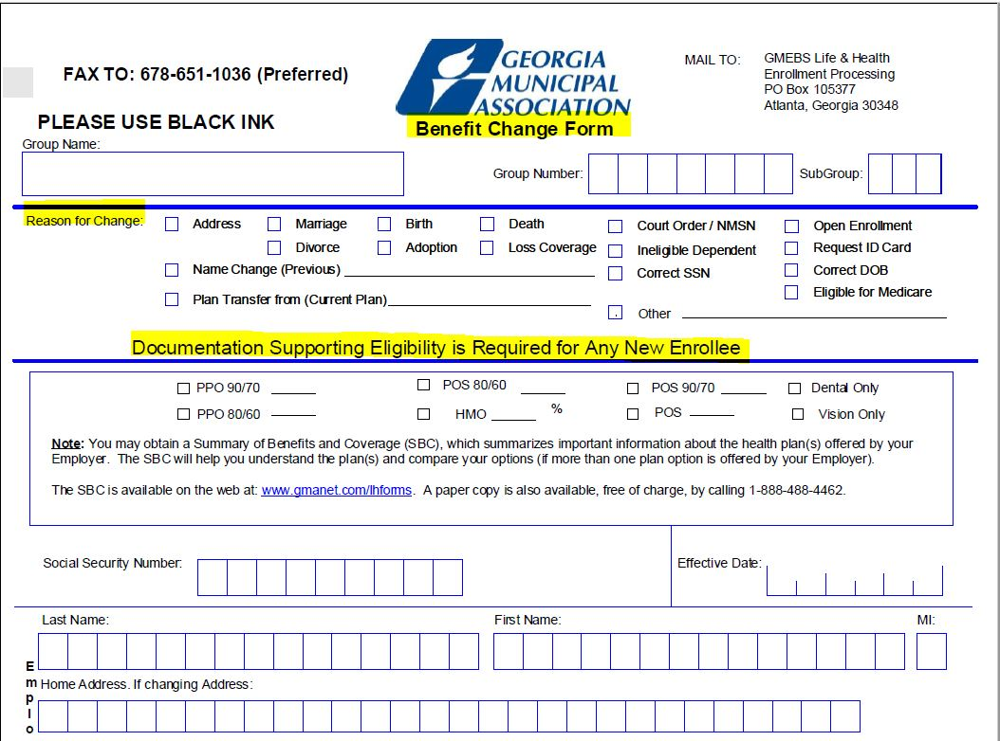 FAX TO: 678-651-1036 (Preferred)
GEORGIA
MUNICIPAL
ASSOCIATION
MAIL TO:
GMEBS Life & Health
Enrollment Processing
PO Box 105377
Atlanta, Georgia 30348
PLEASE USE BLACK INK
Benefit Change Form
Group Name:
Group Number:
SubGroup:
Reason for Change:
Address Marriage Birth Death Court Order / NMSN Open Enrollment
Divorce Adoption Loss Coverage Ineligible Dependent Request ID Card
Name Change (Previous) Correct SSN Correct DOB
Eligible for Medicare
Plan Transfer from (Current Plan)
Other
Documentation Supporting Eligibility is Required for Any New Enrollee
PPO 90/70 POS 80/60 POS 90/70 Dental Only
PPO 80/60 HMO % POS Vision Only
Note: You may obtain a Summary of Benefits and Coverage (SBC), which summarizes important information about the health plan(s) offered by your
Employer. The SBC will help you understand the plan(s) and compare your options (if more than one plan option is offered by your Employer).
The SBC is available on the web at: www.gmanet.com/lhforms. A paper copy is also available, free of charge, by calling 1-888-488-4462.
Social Security Number:
Effective Date:
Last Name: First Name: MI:
Home Address. If changing Address:
E
m
p
l
o